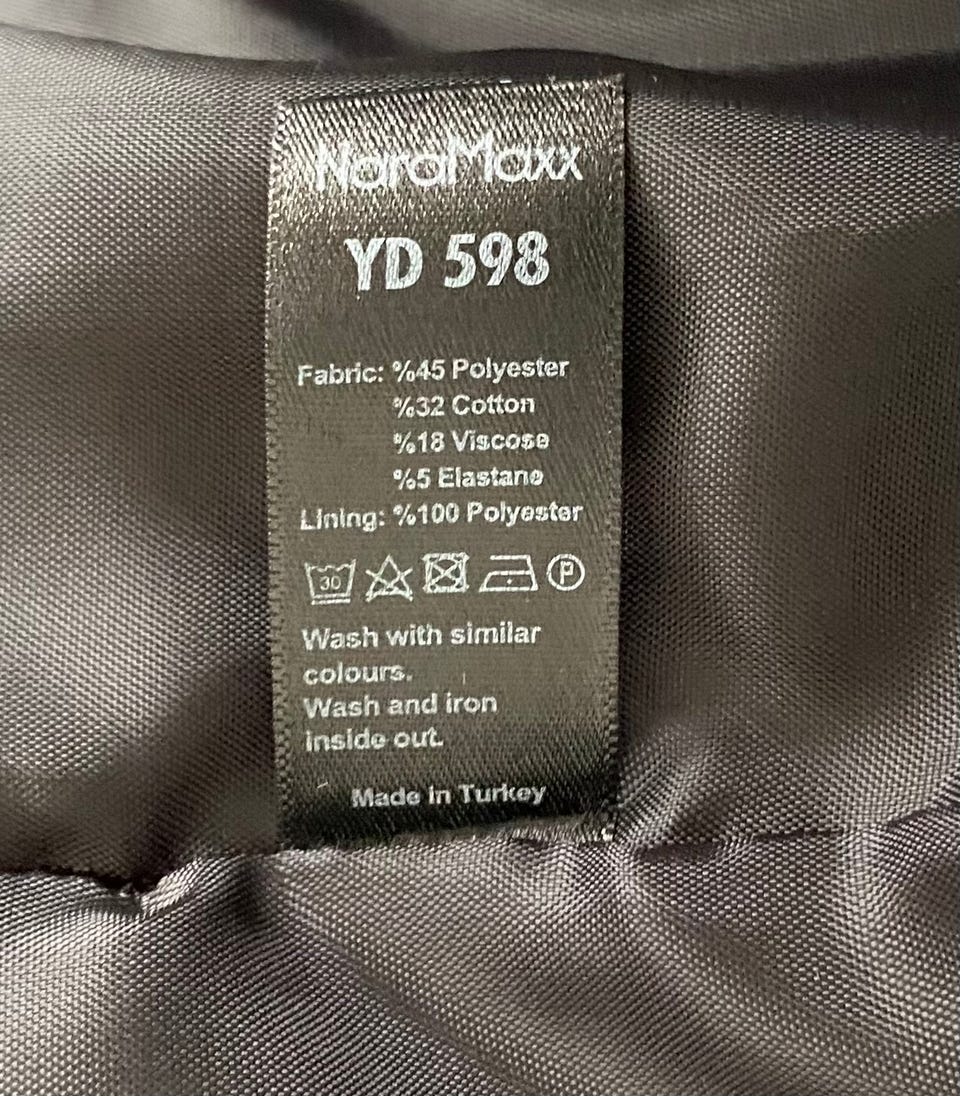 NaraMaxx
YD 598
Fabric: %45 Polyester
%32 Cotton
%18 Viscose
%5 Elastane
Lining: %100 Polyester
30 P
Wash with similar
colours.
Wash and iron
inside out.
Made in Turkey